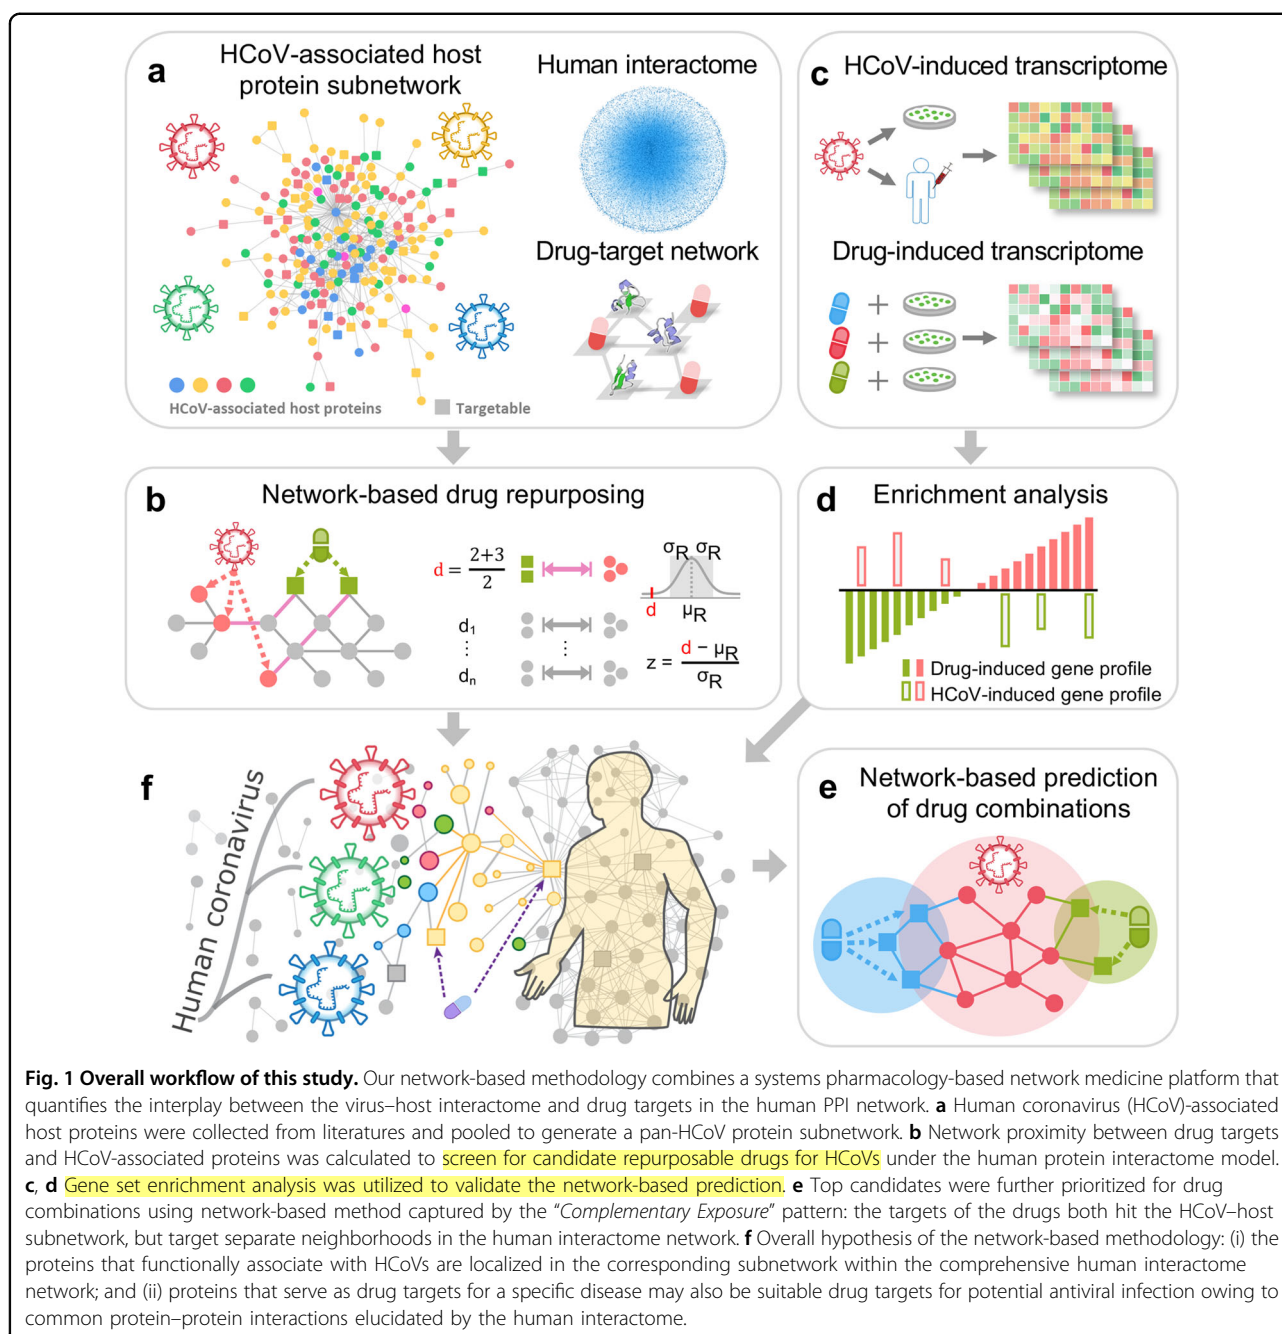 a
HCoV-associated host
protein subnetwork
Human interactome
Drug-target network
HCoV-associated host proteins
Targetable
c
HCoV-induced transcriptome
Drug-induced transcriptome
+
+
+
b
Network-based drug repurposing
d = 2+3
2
d1
⋮
dn
⋮
σR σR
d
μR
z = d − μR
σR
d
Enrichment analysis
Drug-induced gene profile
HCoV-induced gene profile
f
Human coronavirus
e
Network-based prediction
of drug combinations
Fig. 1 Overall workflow of this study. Our network-based methodology combines a systems pharmacology-based network medicine platform that
quantifies the interplay between the virus–host interactome and drug targets in the human PPI network. a Human coronavirus (HCoV)-associated
host proteins were collected from literatures and pooled to generate a pan-HCoV protein subnetwork. b Network proximity between drug targets
and HCoV-associated proteins was calculated to screen for candidate repurposable drugs for HCoVs under the human protein interactome model.
c, d Gene set enrichment analysis was utilized to validate the network-based prediction. e Top candidates were further prioritized for drug
combinations using network-based method captured by the “Complementary Exposure” pattern: the targets of the drugs both hit the HCoV–host
subnetwork, but target separate neighborhoods in the human interactome network. f Overall hypothesis of the network-based methodology: (i) the
proteins that functionally associate with HCoVs are localized in the corresponding subnetwork within the comprehensive human interactome
network; and (ii) proteins that serve as drug targets for a specific disease may also be suitable drug targets for potential antiviral infection owing to
common protein–protein interactions elucidated by the human interactome.